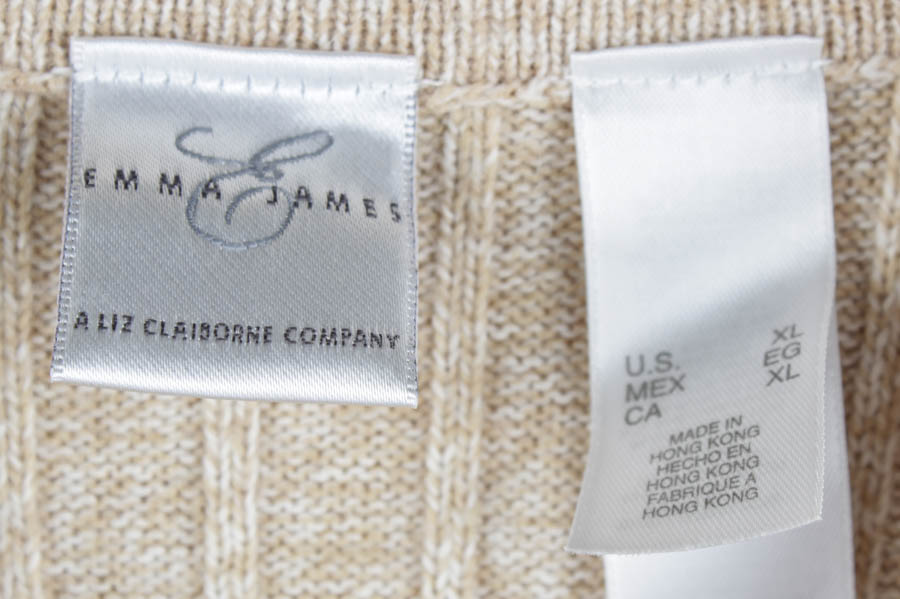 E
EMMA JAMES
A LIZ CLAIBORNE COMPANY
U.S. XL
MEX EG
CA XL
MADE IN
HONG KONG
HECHO EN
HONG KONG
FABRIQUE A
HONG KONG